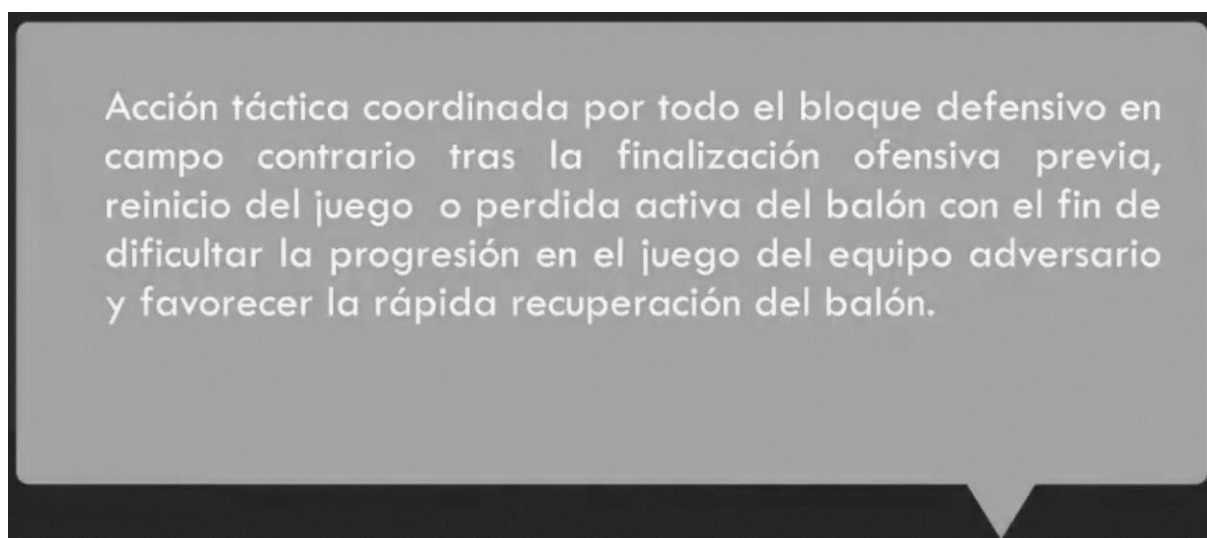 Acción táctica coordinada por todo el bloque defensivo en
campo contrario tras la finalización ofensiva previa,
reinicio del juego o perdida activa del balón con el fin de
dificultar la progresión en el juego del equipo adversario
y favorecer la rápida recuperación del balón.